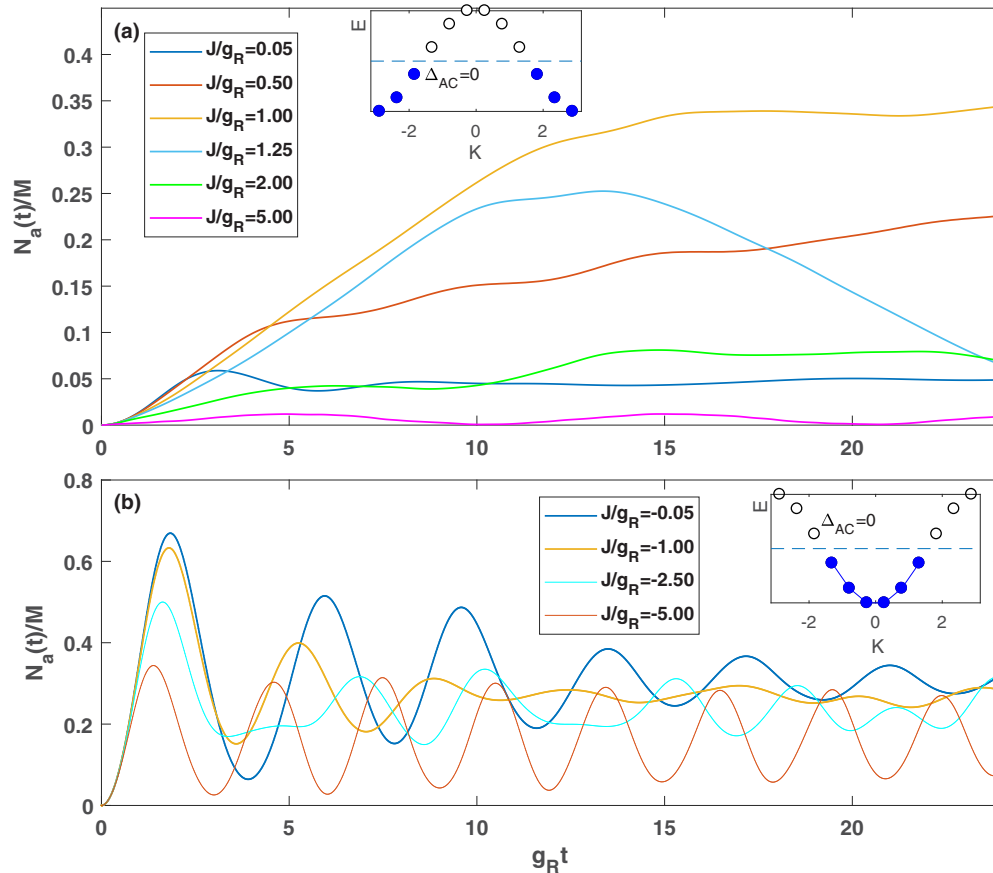 (a)
J/g_R=0.05
J/g_R=0.50
J/g_R=1.00
J/g_R=1.25
J/g_R=2.00
J/g_R=5.00
E
Δ_AC=0
-2 0 2
K
N_a(t)/M
0.4
0.35
0.3
0.25
0.2
0.15
0.1
0.05
0
0 5 10 15 20
(b)
J/g_R=-0.05
J/g_R=-1.00
J/g_R=-2.50
J/g_R=-5.00
E
Δ_AC=0
-2 0 2
K
N_a(t)/M
0.8
0.6
0.4
0.2
0
0 5 10 15 20
g_R t